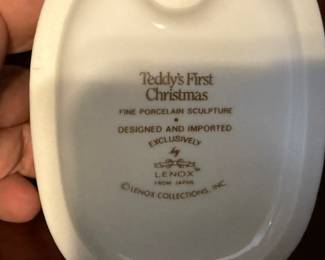 Teddy's First
Christmas
FINE PORCELAIN SCULPTURE
•
DESIGNED AND IMPORTED
EXCLUSIVELY
by
LENOX
FROM JAPAN
© LENOX COLLECTIONS, INC.